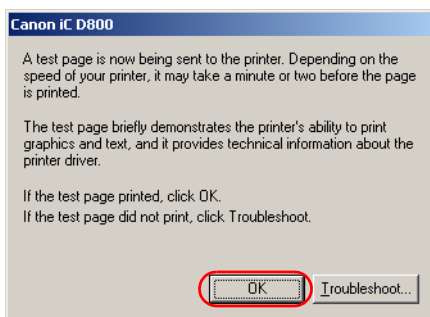 Canon iC D800
A test page is now being sent to the printer. Depending on the
speed of your printer, it may take a minute or two before the page
is printed.
The test page briefly demonstrates the printer's ability to print
graphics and text, and it provides technical information about the
printer driver.
If the test page printed, click OK.
If the test page did not print, click Troubleshoot.
OK Troubleshoot...